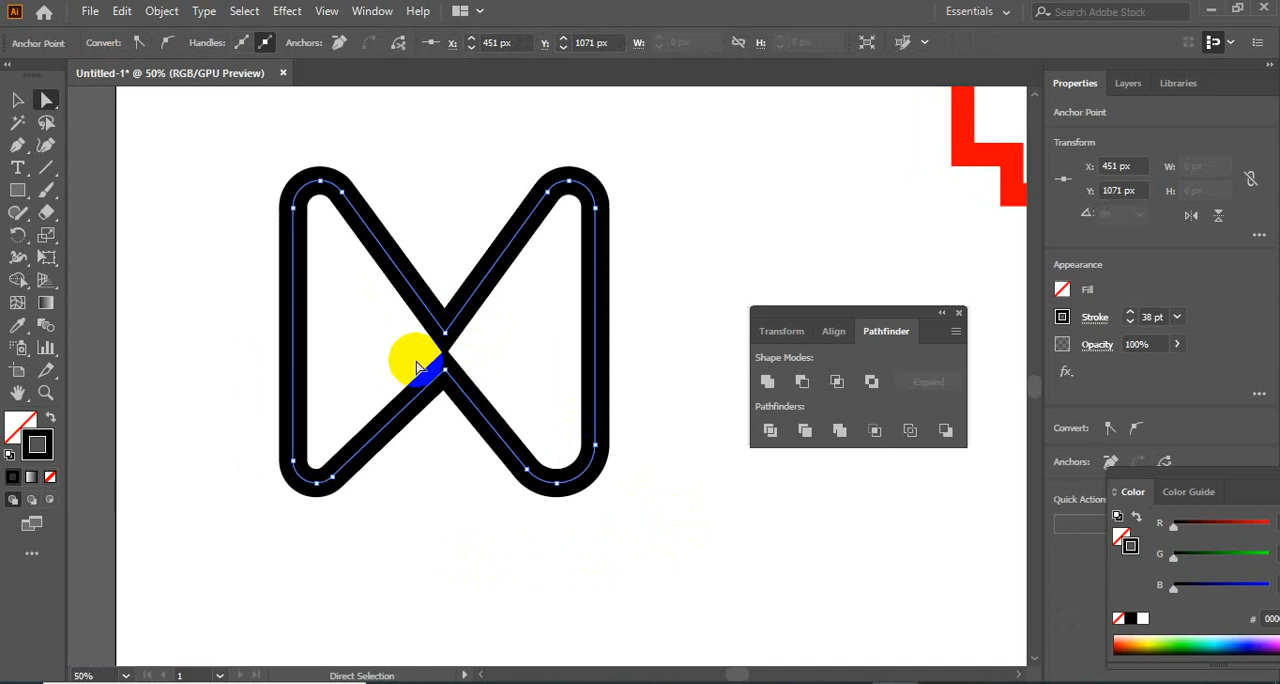 Ai File Edit Object Type Select Effect View Window Help Essentials Search Adobe Stock
Anchor Point Convert: Handles: Anchors: X: 451 px Y: 1071 px W: 0 px H: 0 px
Untitled-1* @ 50% (RGB/GPU Preview)
Properties Layers Libraries
Anchor Point
Transform
X: 451 px W: 0 px
Y: 1071 px H: 0 px
Appearance
Fill
Stroke 38 pt
Opacity 100%
fx.
Transform Align Pathfinder
Shape Modes:
Expand
Pathfinders:
Convert:
Anchors:
Quick Action
Color Color Guide
R
G
B
# 000
50% 1 Direct Selection